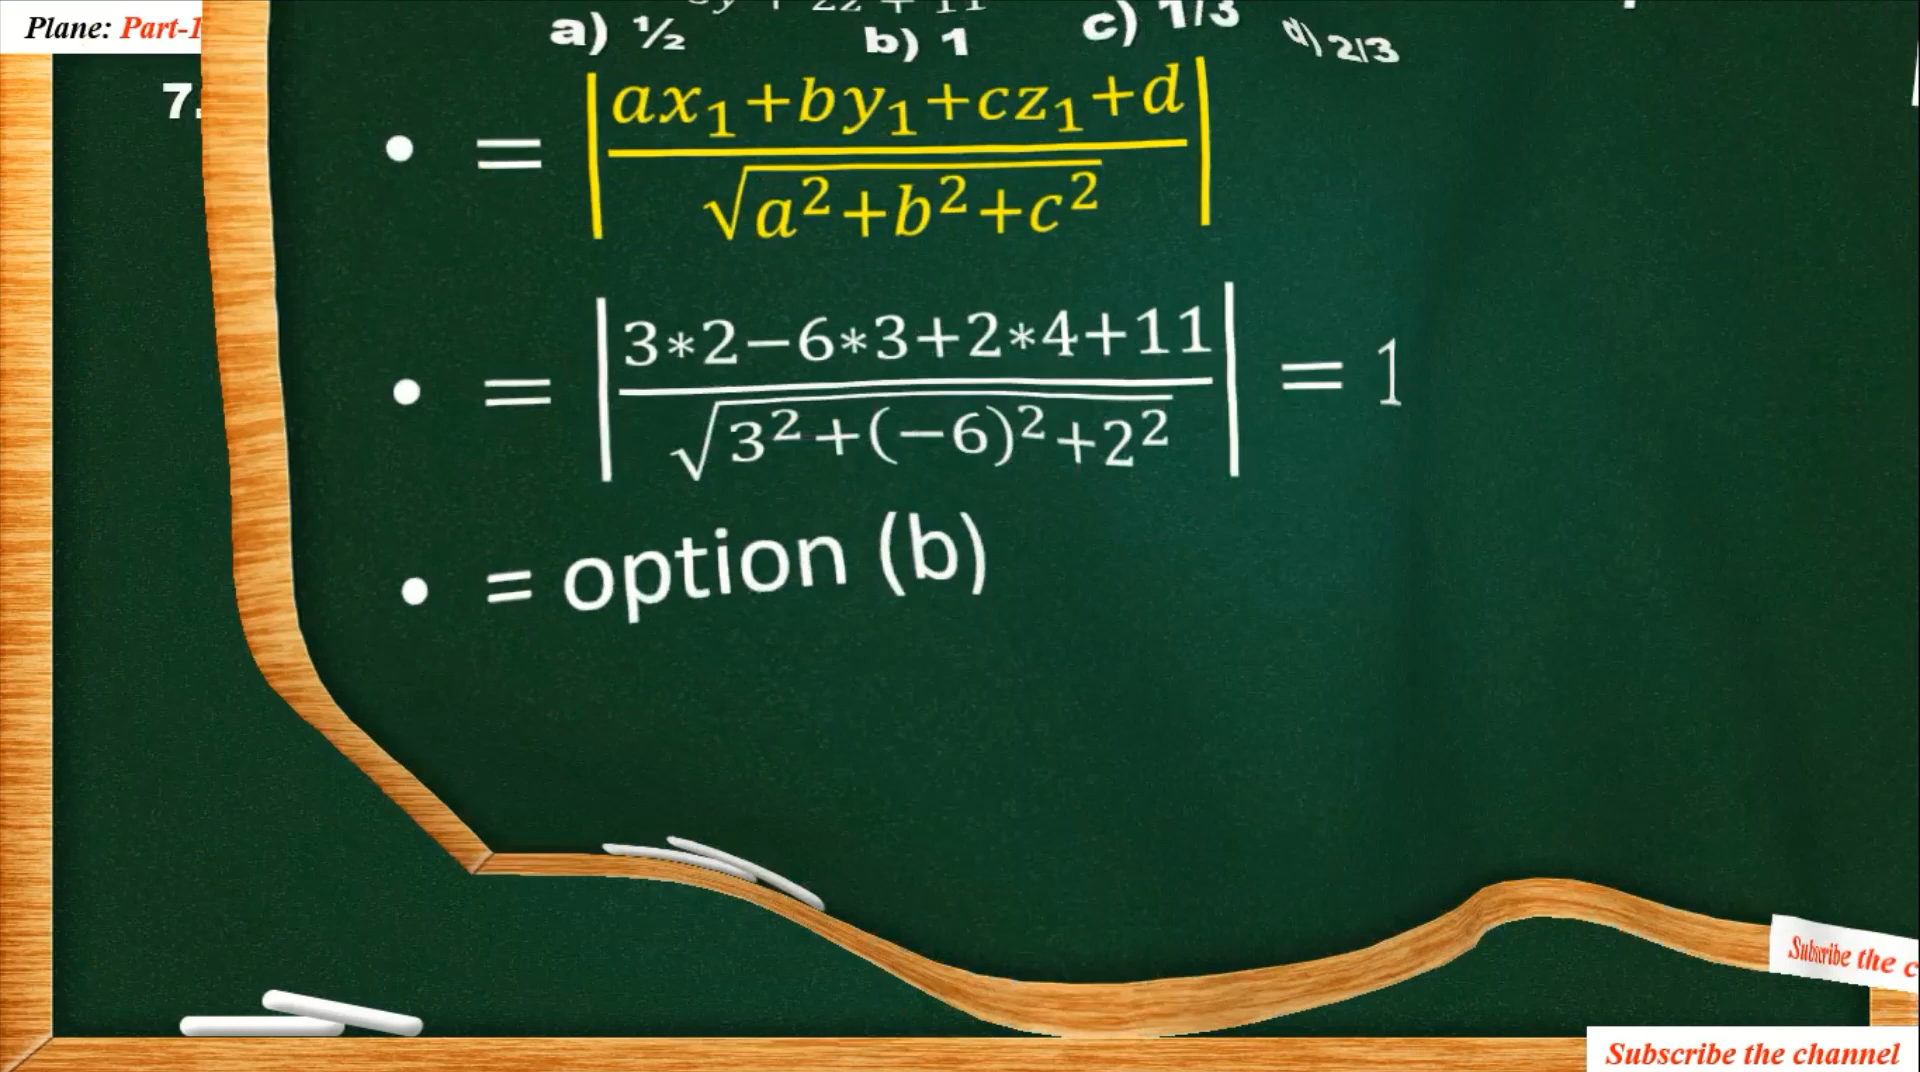 Plane: Part-1
a) ½ b) 1 c) 1/3 d) 2/3
7.
• = |ax₁+by₁+cz₁+d / √a²+b²+c²|
• = |3*2−6*3+2*4+11 / √3²+(−6)²+2²| = 1
• = option (b)
Subscribe the c
Subscribe the channel